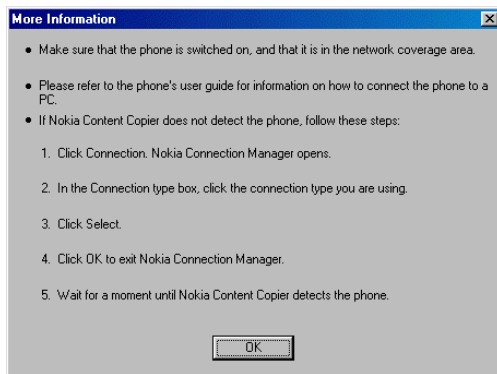 More Information
● Make sure that the phone is switched on, and that it is in the network coverage area.
● Please refer to the phone's user guide for information on how to connect the phone to a
PC.
● If Nokia Content Copier does not detect the phone, follow these steps:
1. Click Connection. Nokia Connection Manager opens.
2. In the Connection type box, click the connection type you are using.
3. Click Select.
4. Click OK to exit Nokia Connection Manager.
5. Wait for a moment until Nokia Content Copier detects the phone.
OK